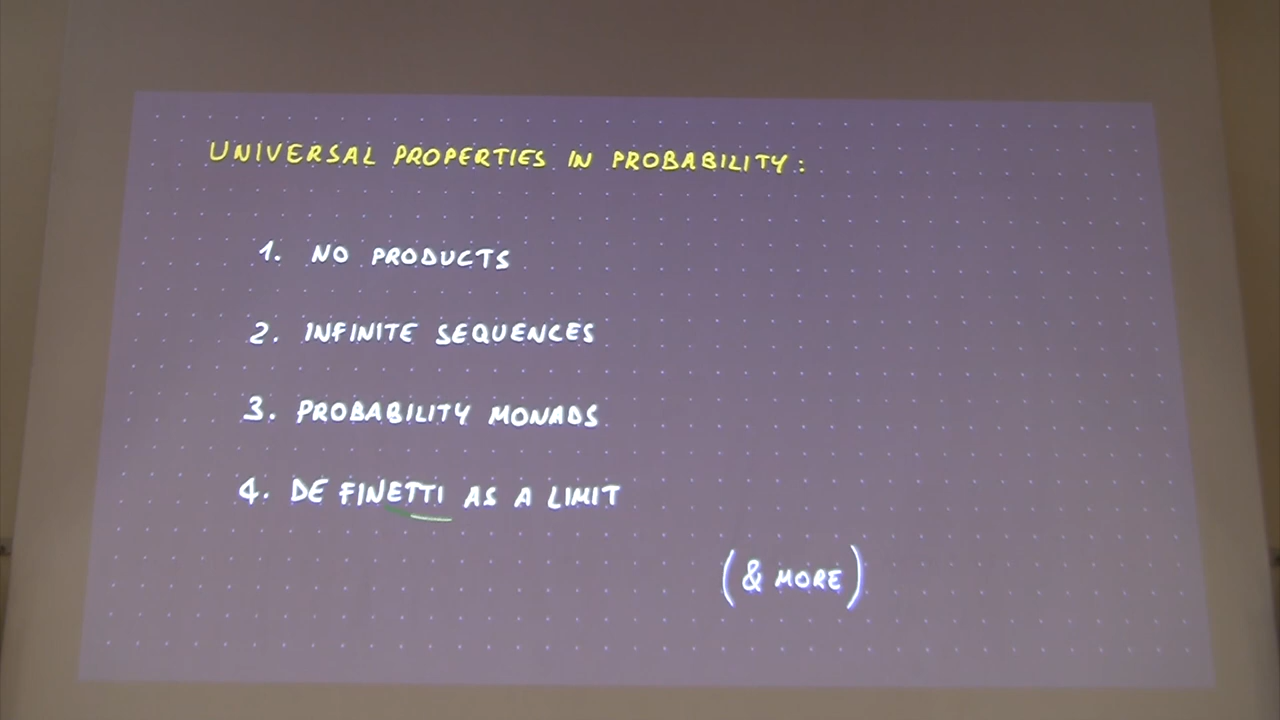 UNIVERSAL PROPERTIES IN PROBABILITY:
1. NO PRODUCTS
2. INFINITE SEQUENCES
3. PROBABILITY MONADS
4. DE FINETTI AS A LIMIT
(& MORE)